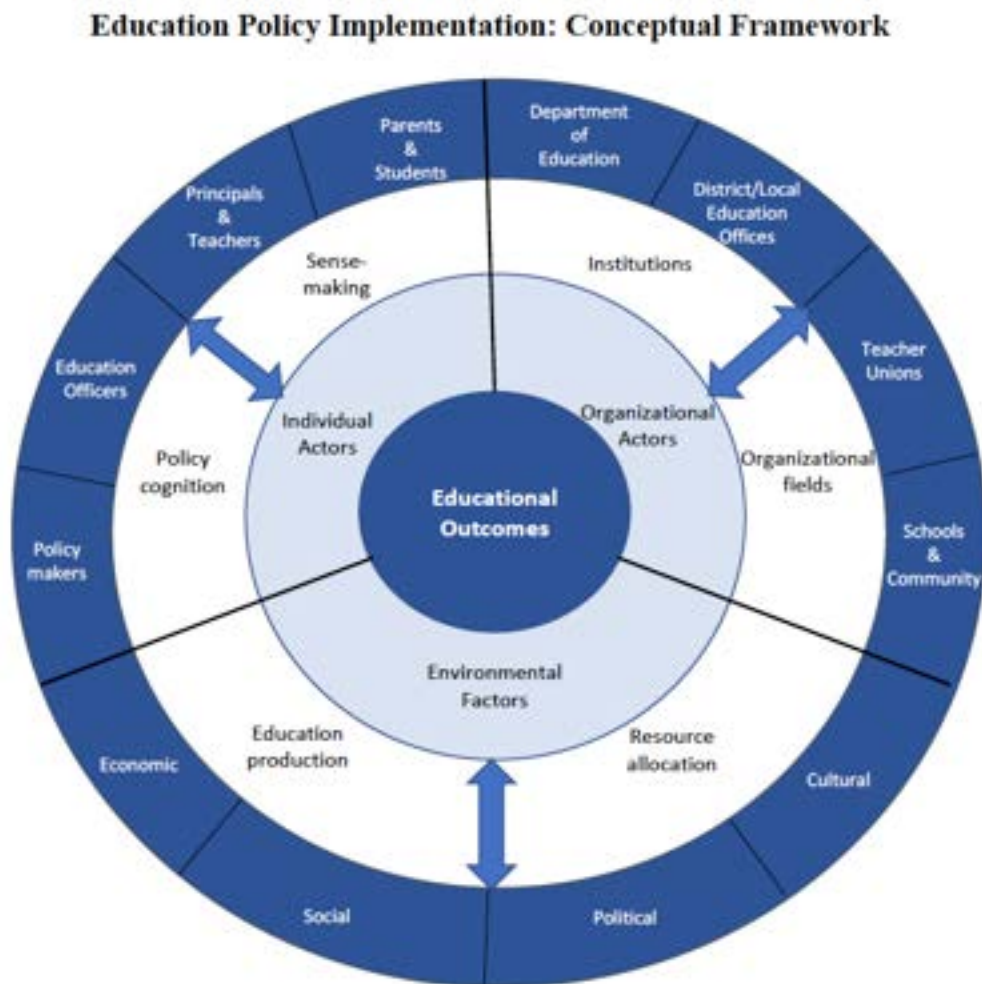 Education Policy Implementation: Conceptual Framework
Parents
&
Students
Department
of
Education
Principals
&
Teachers
District/Local
Education
Offices
Sense-
making
Institutions
Education
Officers
Teacher
Unions
Individual
Actors
Organizational
Actors
Policy
cognition
Organizational
fields
Educational
Outcomes
Policy
makers
Schools
&
Community
Environmental
Factors
Education
production
Resource
allocation
Economic
Cultural
Social
Political